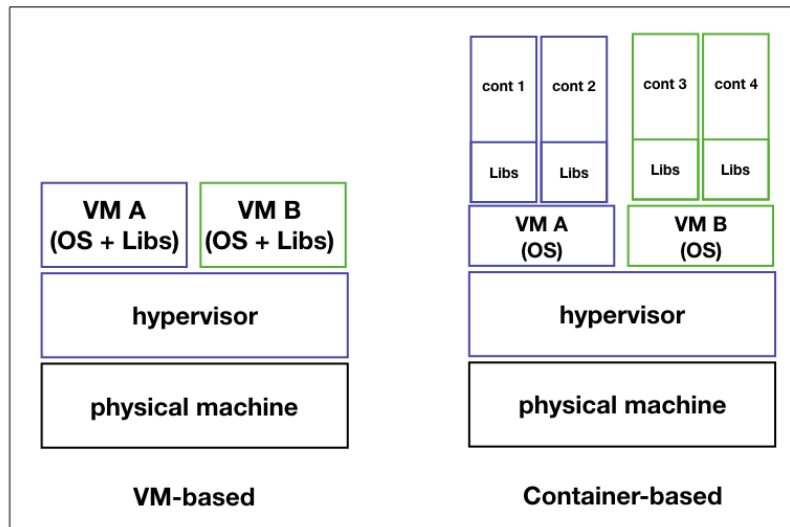 VM A
(OS + Libs)
VM B
(OS + Libs)
hypervisor
physical machine
VM-based
cont 1
cont 2
cont 3
cont 4
Libs
Libs
Libs
Libs
VM A
(OS)
VM B
(OS)
hypervisor
physical machine
Container-based